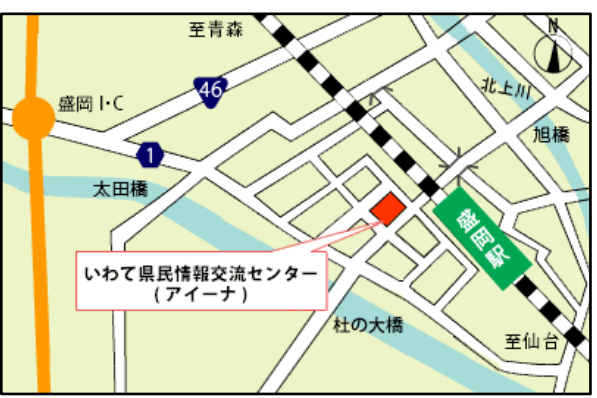 至青森
N
46
盛岡I・C
北上川
旭橋
1
太田橋
盛岡駅
いわて県民情報交流センター
(アイーナ)
杜の大橋
至仙台